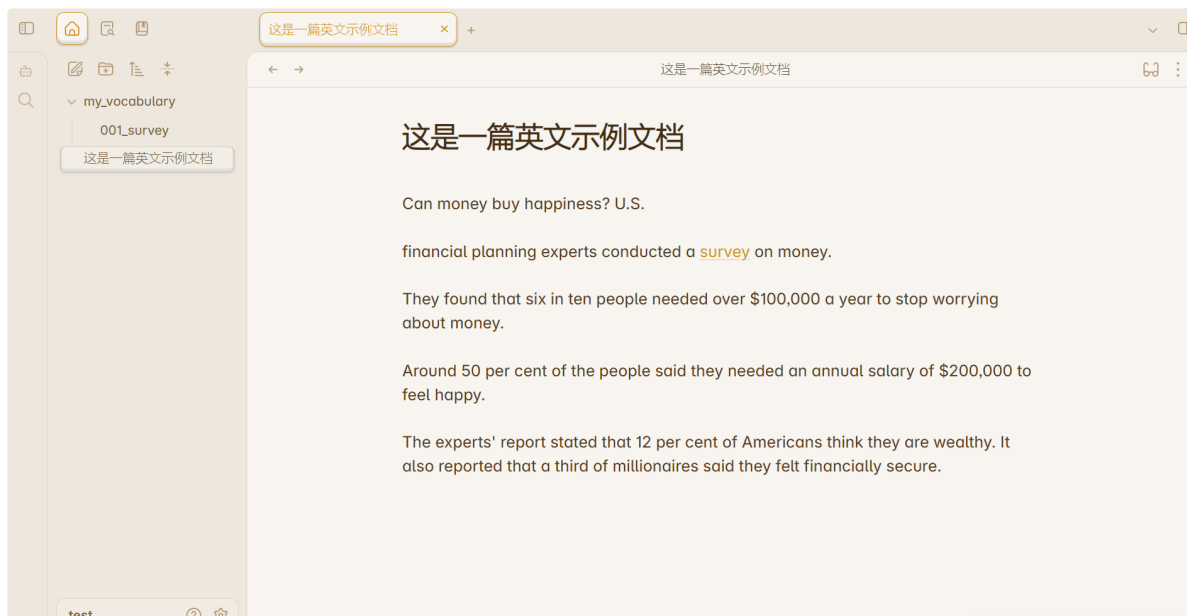 这是一篇英文示例文档
这是一篇英文示例文档
my_vocabulary
001_survey
这是一篇英文示例文档
这是一篇英文示例文档
Can money buy happiness? U.S.
financial planning experts conducted a survey on money.
They found that six in ten people needed over $100,000 a year to stop worrying
about money.
Around 50 per cent of the people said they needed an annual salary of $200,000 to
feel happy.
The experts' report stated that 12 per cent of Americans think they are wealthy. It
also reported that a third of millionaires said they felt financially secure.
test